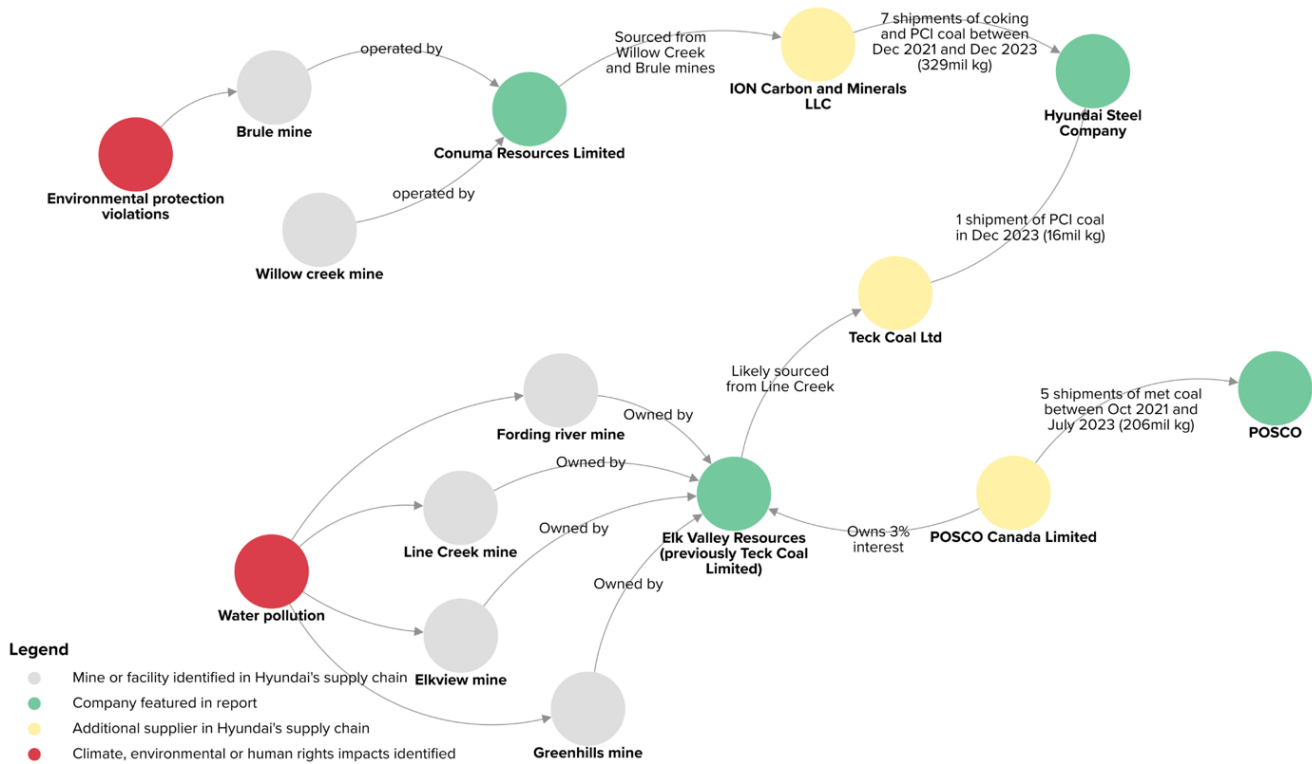 7 shipments of coking
and PCI coal between
Dec 2021 and Dec 2023
(329mil kg)
Sourced from
Willow Creek
and Brule mines
operated by
ION Carbon and Minerals
LLC
Hyundai Steel
Company
Brule mine
Conuma Resources Limited
Environmental protection
violations
operated by
Willow creek mine
1 shipment of PCI coal
in Dec 2023 (16mil kg)
Teck Coal Ltd
Likely sourced
from Line Creek
5 shipments of met coal
between Oct 2021 and
July 2023 (206mil kg)
POSCO
Owned by
Fording river mine
Owned by
Line Creek mine
Owned by
Elk Valley Resources
(previously Teck Coal
Limited)
Owns 3%
interest
POSCO Canada Limited
Owned by
Water pollution
Elkview mine
Greenhills mine
Legend
Mine or facility identified in Hyundai's supply chain
Company featured in report
Additional supplier in Hyundai's supply chain
Climate, environmental or human rights impacts identified